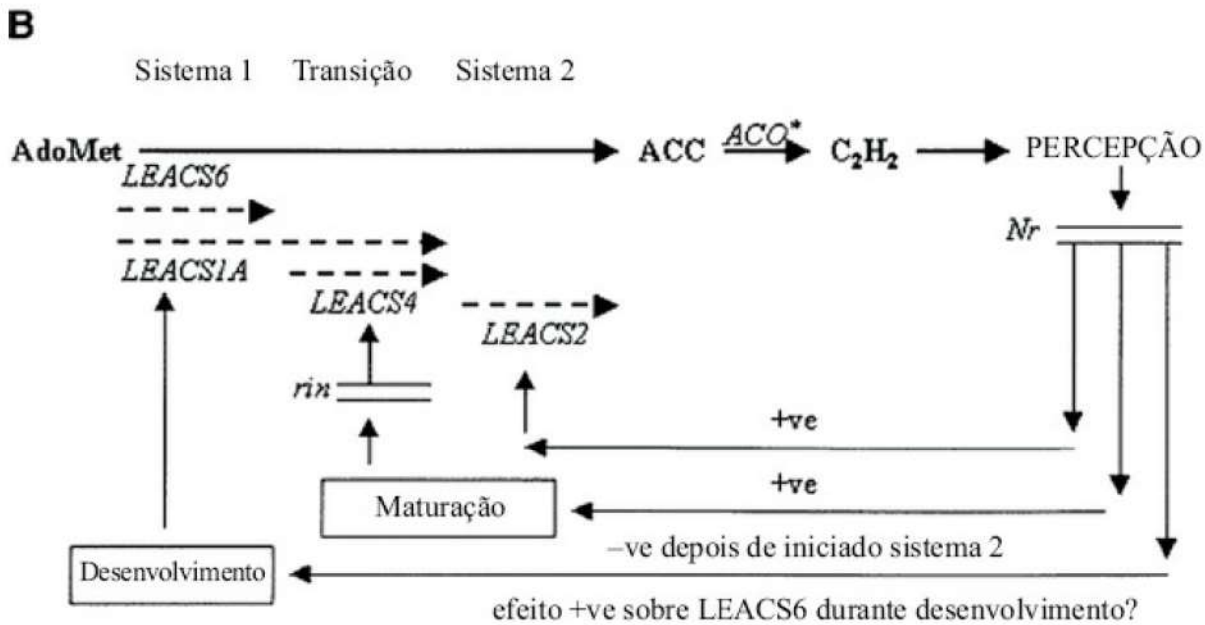 B
Sistema 1 Transição Sistema 2
AdoMet ACC ACO* C₂H₂ PERCEPÇÃO
LEACS6
Nr
LEACS1A
LEACS4
LEACS2
rin
+ve
+ve
Maturação
–ve depois de iniciado sistema 2
Desenvolvimento
efeito +ve sobre LEACS6 durante desenvolvimento?